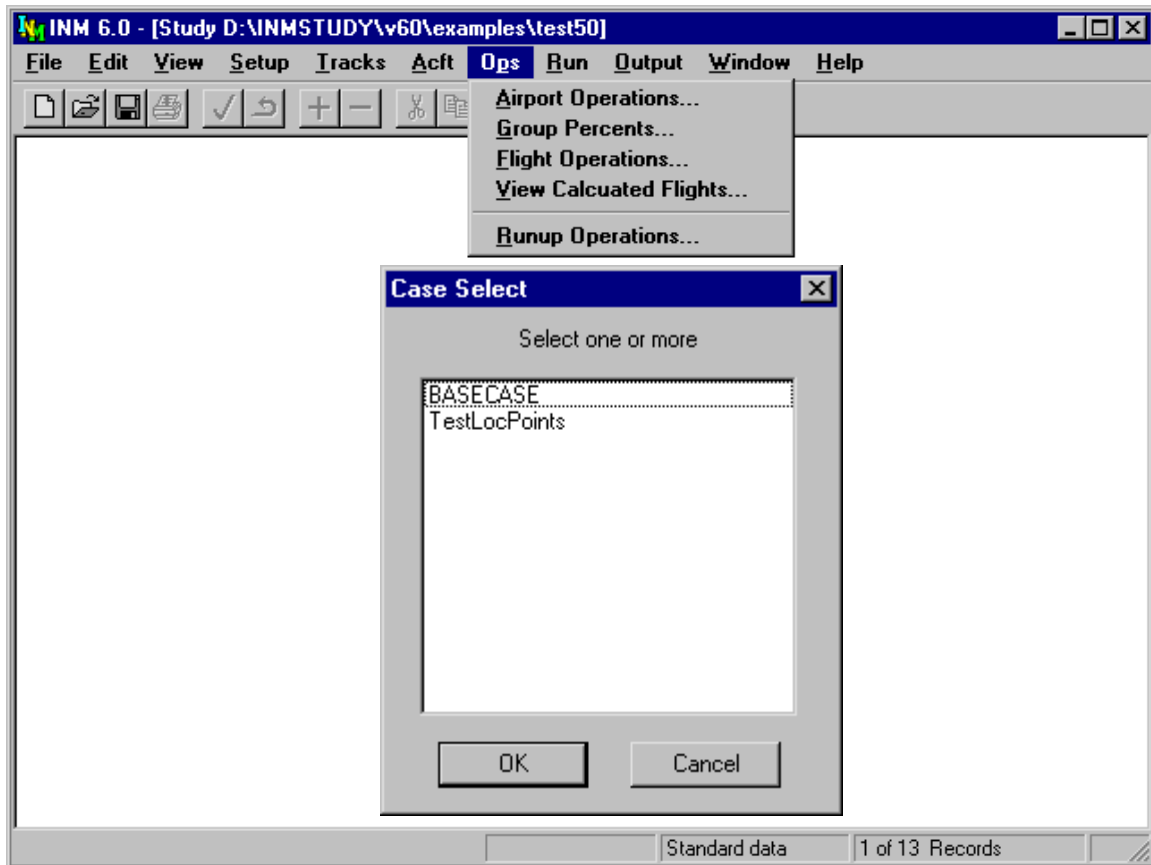 INM 6.0 - [Study D:\INMSTUDY\v60\examples\test50]
File Edit View Setup Tracks Acft Ops Run Output Window Help
Airport Operations...
Group Percents...
Flight Operations...
View Calcuated Flights...
Runup Operations...
Case Select
Select one or more
BASECASE
TestLocPoints
OK Cancel
Standard data 1 of 13 Records